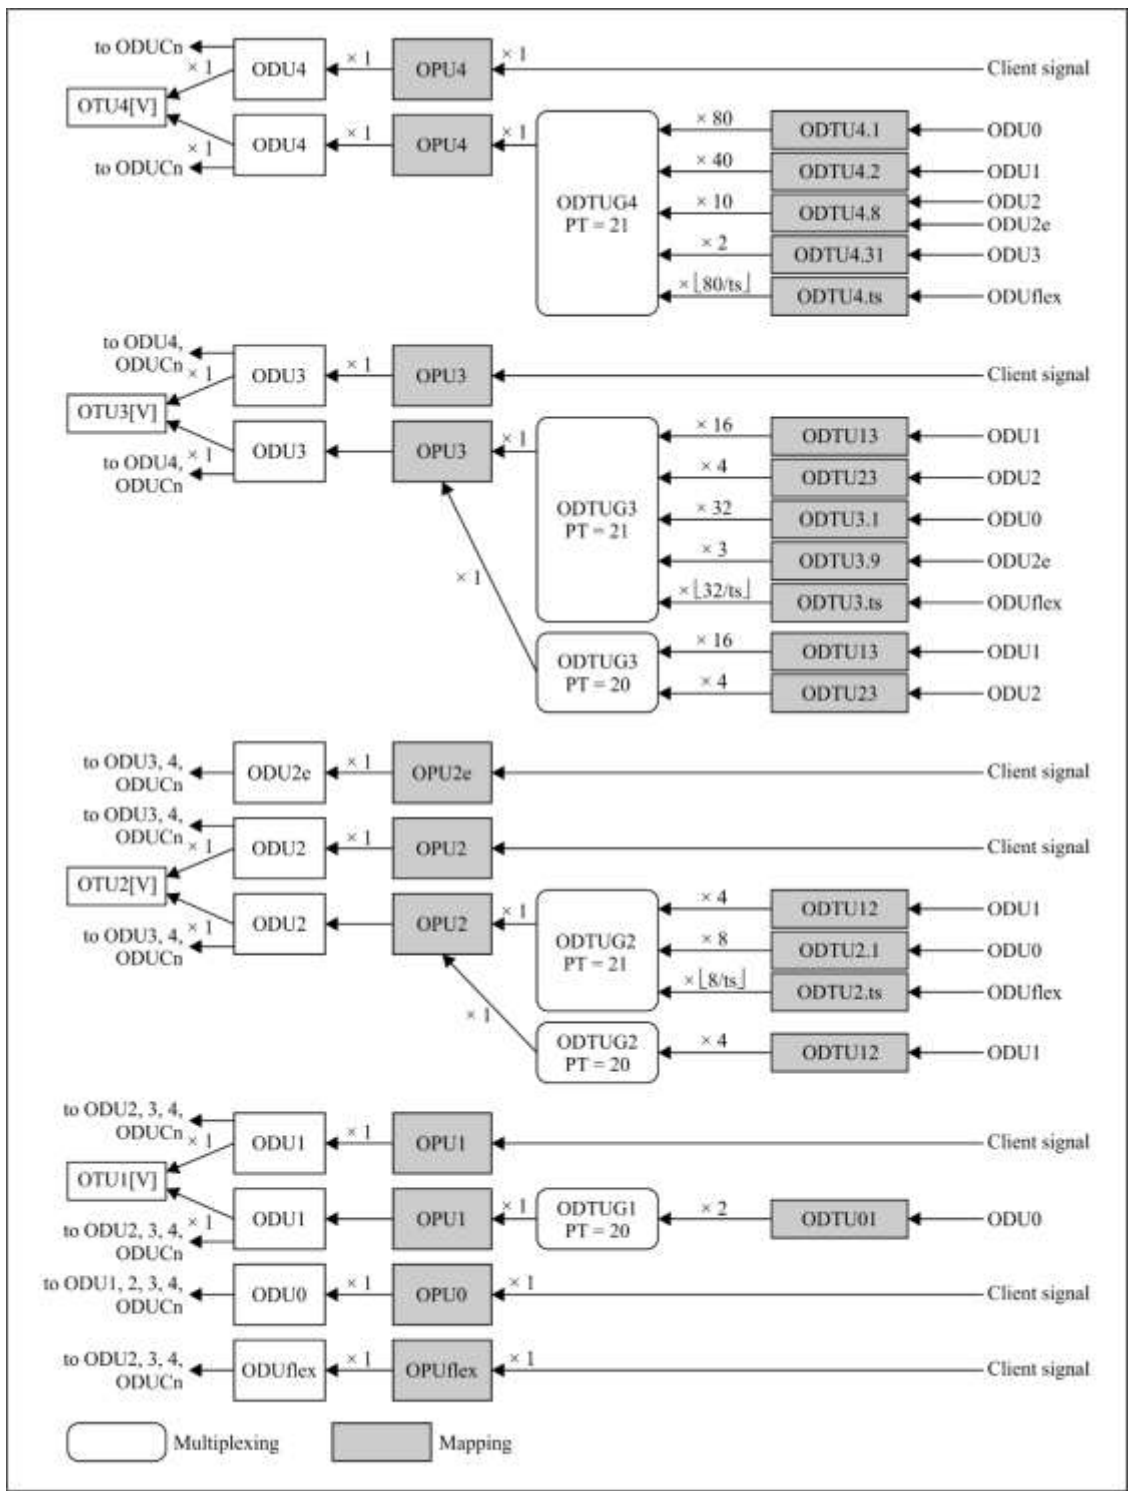 to ODUCn
× 1
ODU4
× 1
OPU4
× 1
Client signal
OTU4[V]
× 1
ODU4
× 1
OPU4
× 1
to ODUCn
ODTUG4
PT = 21
× 80
ODTU4.1
ODU0
× 40
ODTU4.2
ODU1
× 10
ODTU4.8
ODU2
ODU2e
× 2
ODTU4.31
ODU3
× ⌊80/ts⌋
ODTU4.ts
ODUflex
to ODU4,
ODUCn
× 1
ODU3
× 1
OPU3
Client signal
OTU3[V]
× 1
ODU3
OPU3
× 1
to ODU4,
ODUCn
ODTUG3
PT = 21
× 16
ODTU13
ODU1
× 4
ODTU23
ODU2
× 32
ODTU3.1
ODU0
× 3
ODTU3.9
ODU2e
× ⌊32/ts⌋
ODTU3.ts
ODUflex
× 1
ODTUG3
PT = 20
× 16
ODTU13
ODU1
× 4
ODTU23
ODU2
to ODU3, 4,
ODUCn
ODU2e
× 1
OPU2e
Client signal
to ODU3, 4,
ODUCn
× 1
ODU2
× 1
OPU2
Client signal
OTU2[V]
× 1
ODU2
OPU2
× 1
to ODU3, 4,
ODUCn
ODTUG2
PT = 21
× 4
ODTU12
ODU1
× 8
ODTU2.1
ODU0
× ⌊8/ts⌋
ODTU2.ts
ODUflex
× 1
ODTUG2
PT = 20
× 4
ODTU12
ODU1
to ODU2, 3, 4,
ODUCn
× 1
ODU1
× 1
OPU1
Client signal
OTU1[V]
× 1
ODU1
OPU1
× 1
ODTUG1
PT = 20
× 2
ODTU01
ODU0
to ODU2, 3, 4,
ODUCn
to ODU1, 2, 3, 4,
ODUCn
ODU0
× 1
OPU0
× 1
Client signal
to ODU2, 3, 4,
ODUCn
ODUflex
× 1
OPUflex
× 1
Client signal
Multiplexing
Mapping